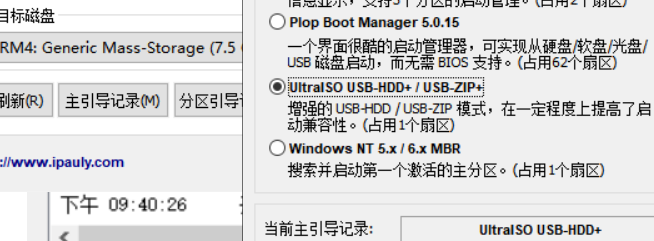 目标磁盘
RM4: Generic Mass-Storage (7.5
刷新(R)
主引导记录(M)
分区引导
://www.ipauly.com
下午 09:40:26
信息显示，支持3个分区的启动管理。(占用2个扇区)
Plop Boot Manager 5.0.15
一个界面很酷的启动管理器，可实现从硬盘/软盘/光盘/
USB 磁盘启动，而无需 BIOS 支持。(占用62个扇区)
UltraISO USB-HDD+ / USB-ZIP+
增强的 USB-HDD / USB-ZIP 模式，在一定程度上提高了启
动兼容性。(占用1个扇区)
Windows NT 5.x / 6.x MBR
搜索并启动第一个激活的主分区。(占用1个扇区)
当前主引导记录:
UltraISO USB-HDD+